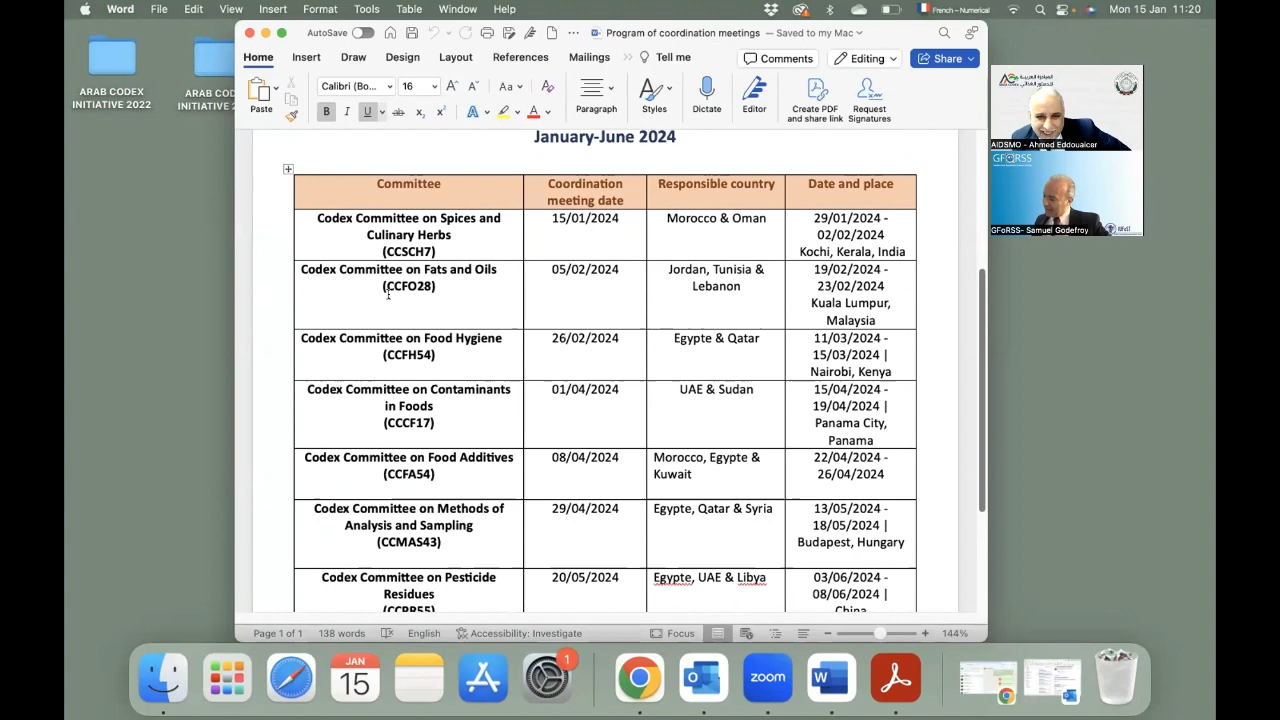 Word File Edit View Insert Format Tools Table Window Help French – Numerical Mon 15 Jan 11:20
ARAB CODEX
INITIATIVE 2022
ARAB COD
AutoSave Program of coordination meetings — Saved to my Mac
Home Insert Draw Design Layout References Mailings Tell me Comments Editing Share
Paste Calibri (Bo... 16 Paragraph Styles Dictate Editor Create PDF
and share link Request
Signatures
January-June 2024
Committee Coordination
meeting date Responsible country Date and place
Codex Committee on Spices and
Culinary Herbs
(CCSCH7)
15/01/2024
Morocco & Oman
29/01/2024 -
02/02/2024
Kochi, Kerala, India
Codex Committee on Fats and Oils
(CCFO28)
05/02/2024
Jordan, Tunisia &
Lebanon
19/02/2024 -
23/02/2024
Kuala Lumpur,
Malaysia
Codex Committee on Food Hygiene
(CCFH54)
26/02/2024
Egypte & Qatar
11/03/2024 -
15/03/2024 |
Nairobi, Kenya
Codex Committee on Contaminants
in Foods
(CCCF17)
01/04/2024
UAE & Sudan
15/04/2024 -
19/04/2024 |
Panama City,
Panama
Codex Committee on Food Additives
(CCFA54)
08/04/2024
Morocco, Egypte &
Kuwait
22/04/2024 -
26/04/2024
Codex Committee on Methods of
Analysis and Sampling
(CCMAS43)
29/04/2024
Egypte, Qatar & Syria
13/05/2024 -
18/05/2024 |
Budapest, Hungary
Codex Committee on Pesticide
Residues
(CCPR55)
20/05/2024
Egypte, UAE & Libya
03/06/2024 -
08/06/2024 |
China
Page 1 of 1 138 words English Accessibility: Investigate Focus 144%
AIDSMO - Ahmed Eddouaicer
GFoRSS
GFoRSS- Samuel Godefroy
JAN
15
1
zoom